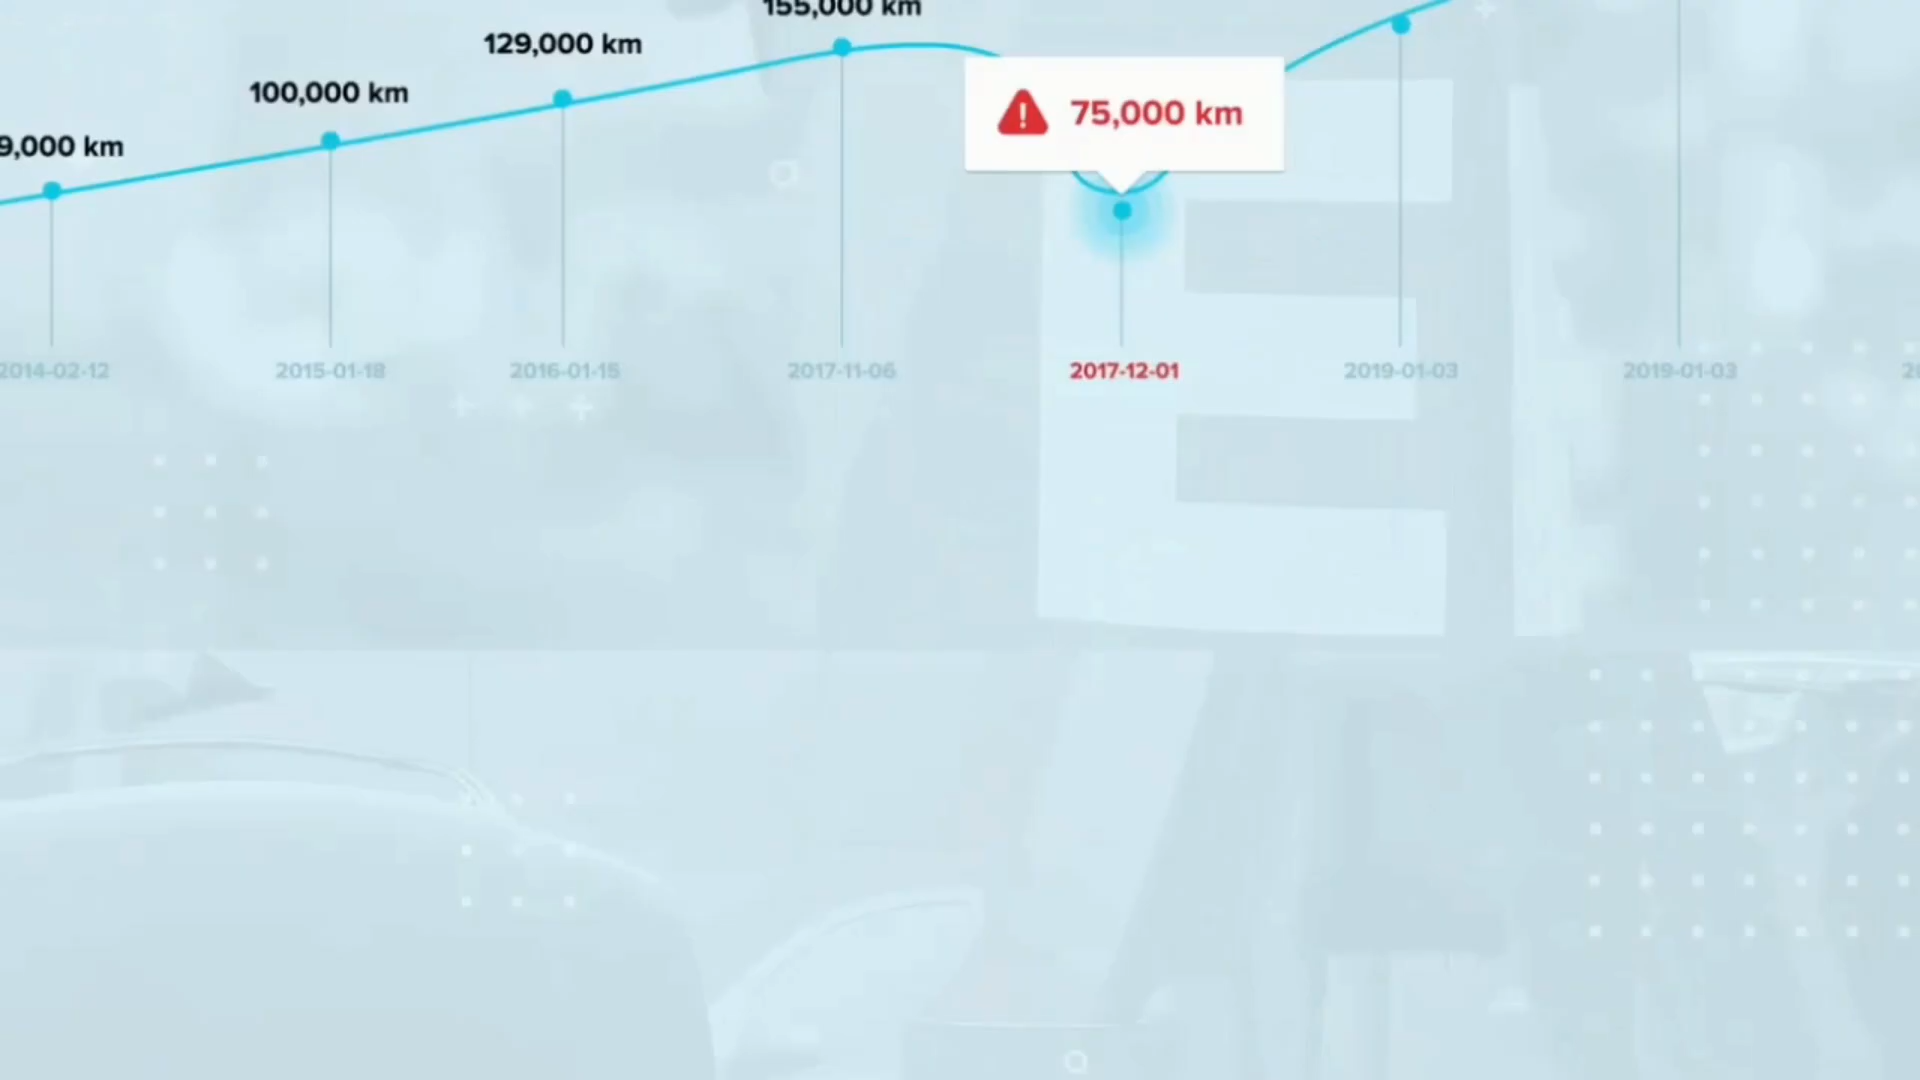 155,000 km
129,000 km
100,000 km
9,000 km
75,000 km
2014-02-12
2015-01-18
2016-01-15
2017-11-06
2017-12-01
2019-01-03
2019-01-03